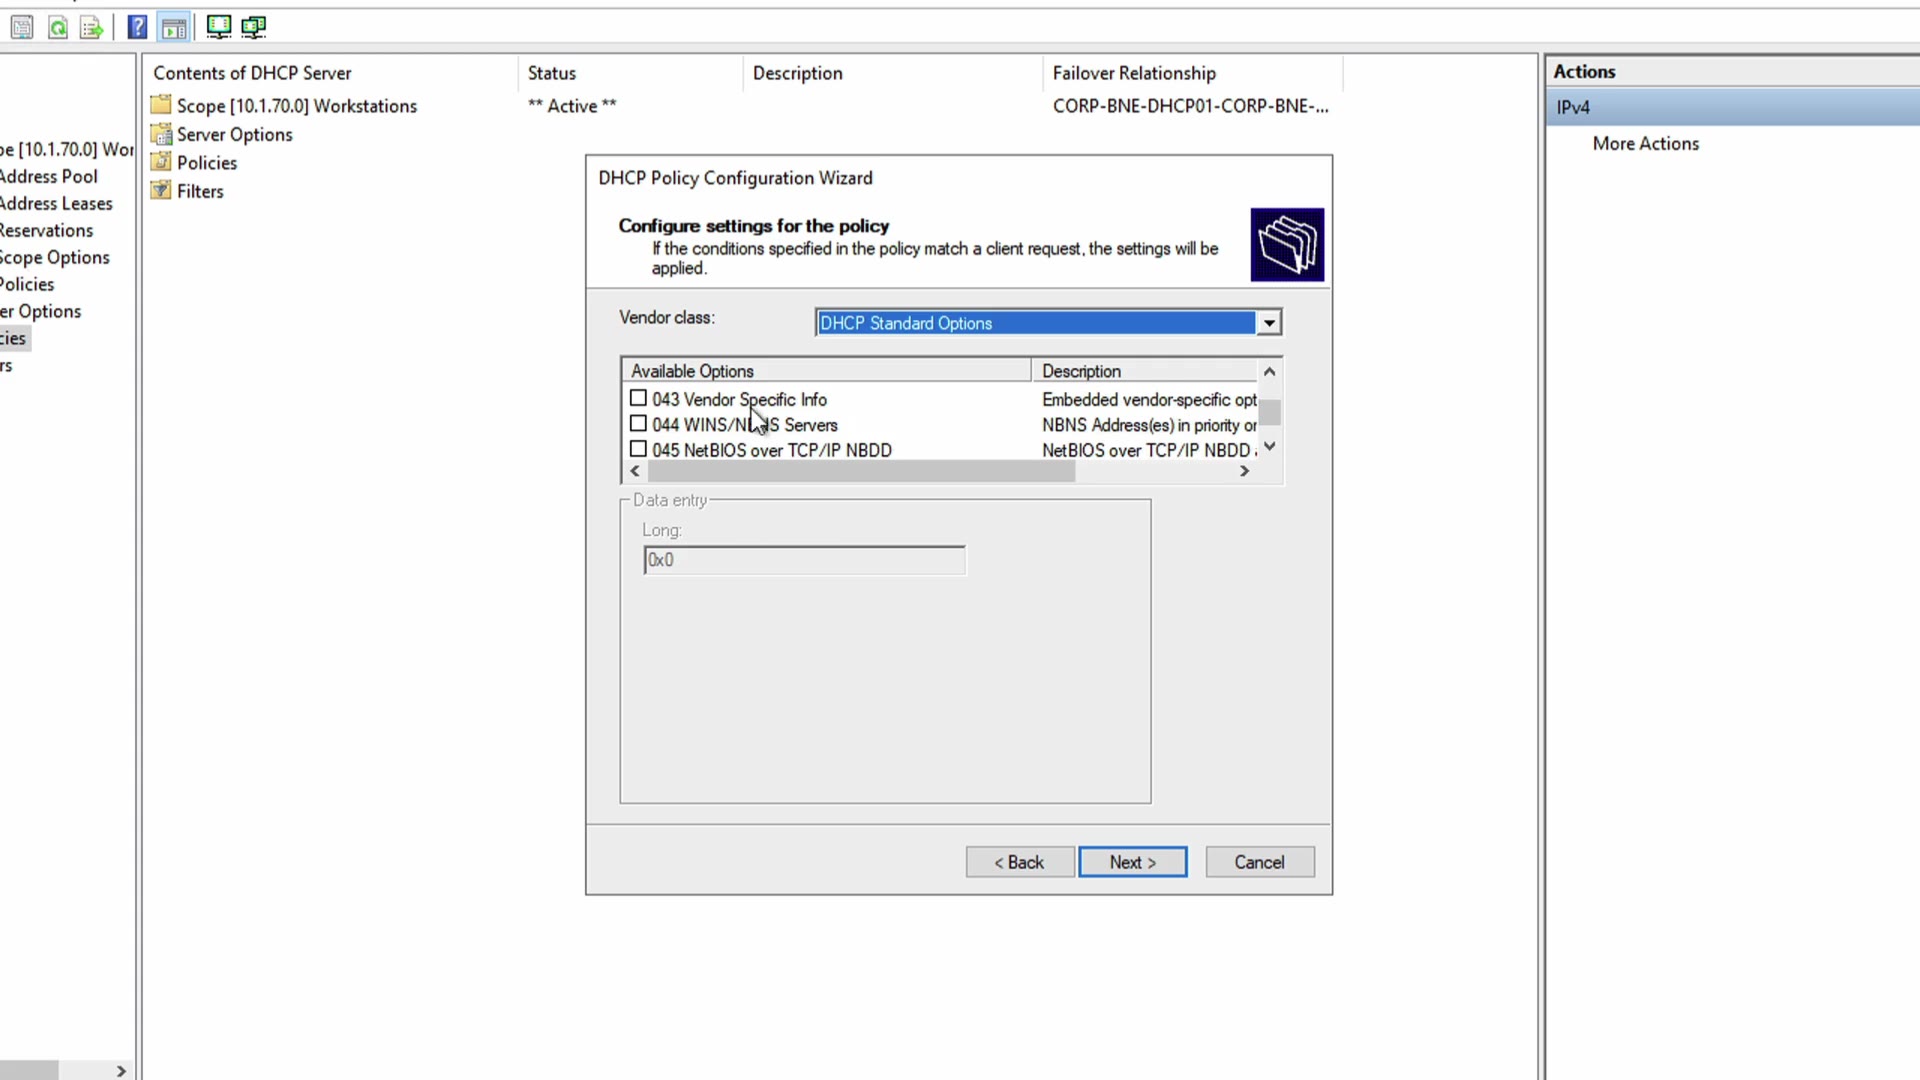 Contents of DHCP Server
Status
Description
Failover Relationship
Scope [10.1.70.0] Workstations
** Active **
CORP-BNE-DHCP01-CORP-BNE-...
Server Options
Policies
Filters
pe [10.1.70.0] Wor
Address Pool
Address Leases
Reservations
Scope Options
Policies
er Options
cies
rs
DHCP Policy Configuration Wizard
Configure settings for the policy
If the conditions specified in the policy match a client request, the settings will be
applied.
Vendor class:
DHCP Standard Options
Available Options
Description
043 Vendor Specific Info
Embedded vendor-specific opt
044 WINS/NBNS Servers
NBNS Address(es) in priority or
045 NetBIOS over TCP/IP NBDD
NetBIOS over TCP/IP NBDD
Data entry
Long:
0x0
< Back
Next >
Cancel
Actions
IPv4
More Actions